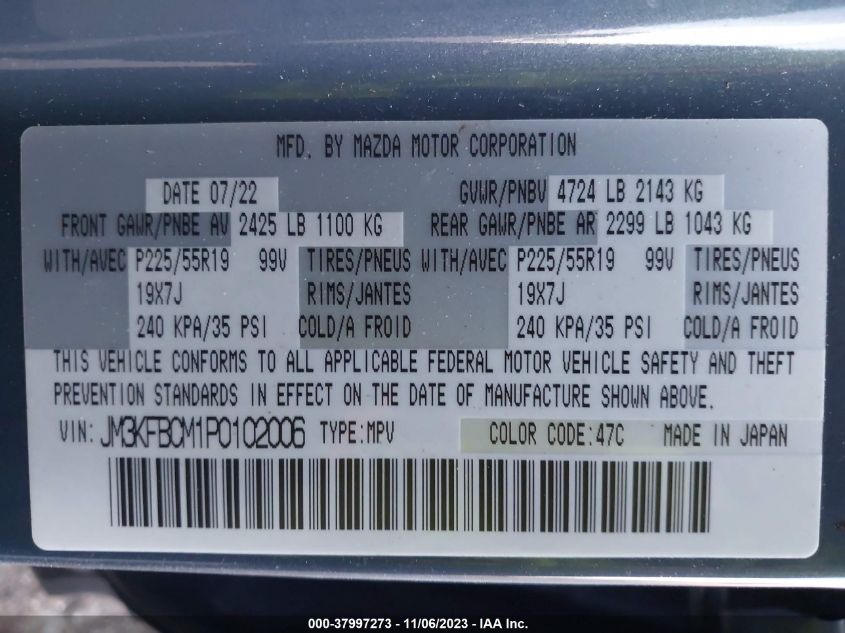 MFD. BY MAZDA MOTOR CORPORATION
DATE 07/22 GVWR/PNBV 4724 LB 2143 KG
FRONT GAWR/PNBE AV 2425 LB 1100 KG REAR GAWR/PNBE AR 2299 LB 1043 KG
WITH/AVEC P225/55R19 99V TIRES/PNEUS WITH/AVEC P225/55R19 99V TIRES/PNEUS
19X7J RIMS/JANTES 19X7J RIMS/JANTES
240 KPA/35 PSI COLD/A FROID 240 KPA/35 PSI COLD/A FROID
THIS VEHICLE CONFORMS TO ALL APPLICABLE FEDERAL MOTOR VEHICLE SAFETY AND THEFT
PREVENTION STANDARDS IN EFFECT ON THE DATE OF MANUFACTURE SHOWN ABOVE.
VIN: JM3KFBCM1P0102006 TYPE:MPV COLOR CODE:47C MADE IN JAPAN
000-37997273 - 11/06/2023 - IAA Inc.